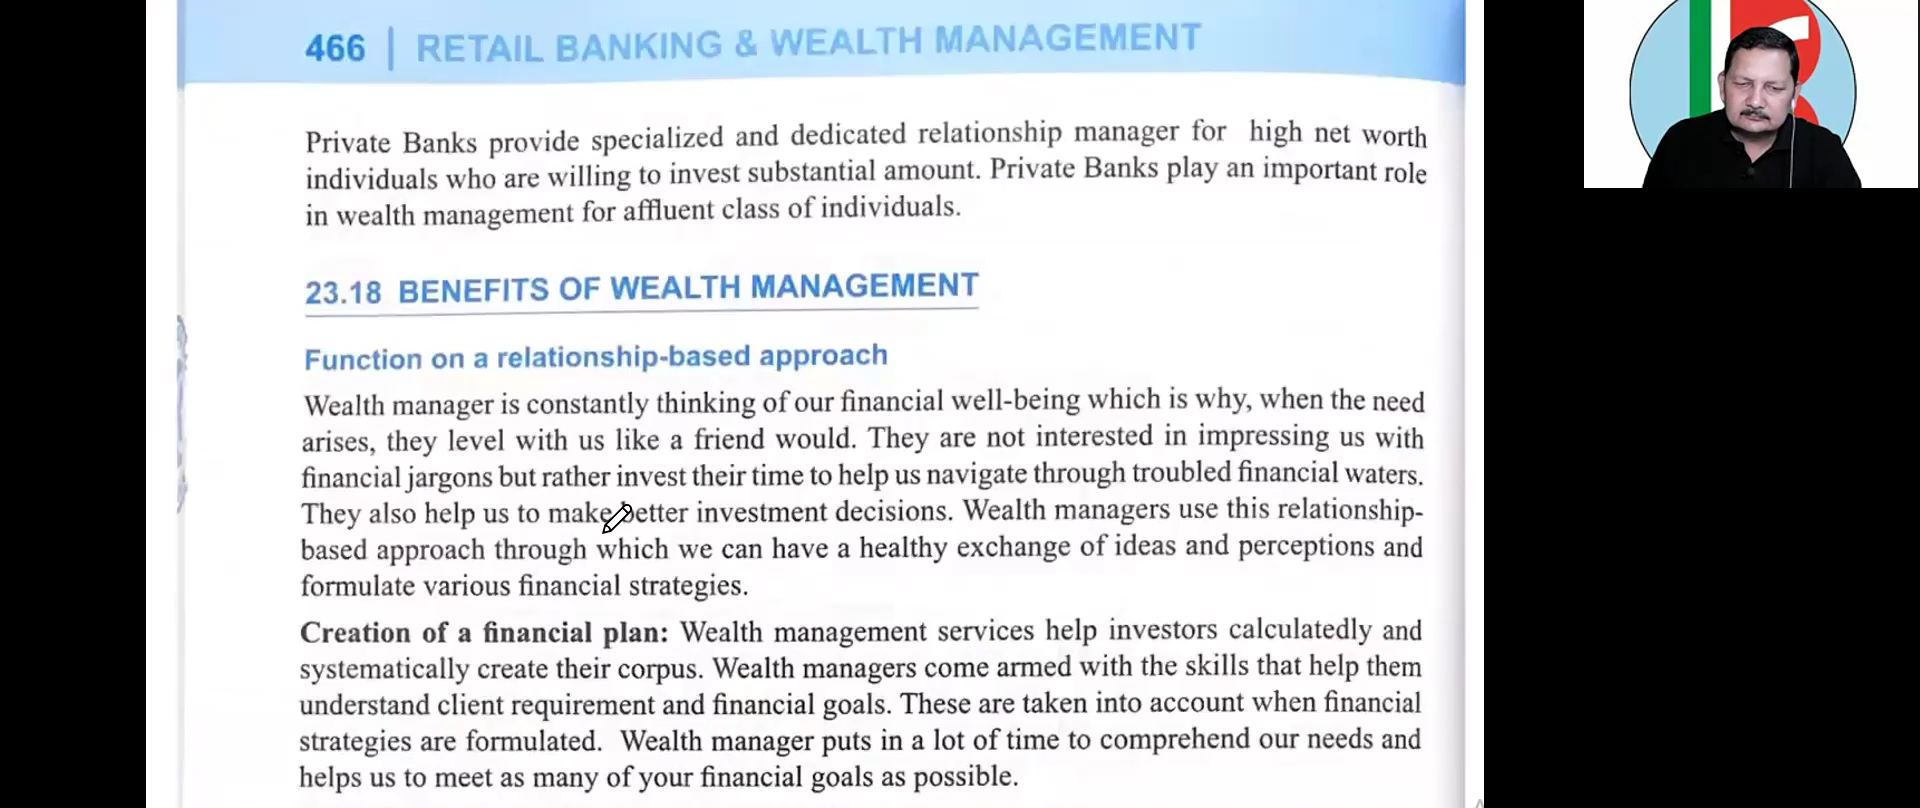 466 | RETAIL BANKING & WEALTH MANAGEMENT
Private Banks provide specialized and dedicated relationship manager for high net worth
individuals who are willing to invest substantial amount. Private Banks play an important role
in wealth management for affluent class of individuals.
23.18 BENEFITS OF WEALTH MANAGEMENT
Function on a relationship-based approach
Wealth manager is constantly thinking of our financial well-being which is why, when the need
arises, they level with us like a friend would. They are not interested in impressing us with
financial jargons but rather invest their time to help us navigate through troubled financial waters.
They also help us to make better investment decisions. Wealth managers use this relationship-
based approach through which we can have a healthy exchange of ideas and perceptions and
formulate various financial strategies.
Creation of a financial plan: Wealth management services help investors calculatedly and
systematically create their corpus. Wealth managers come armed with the skills that help them
understand client requirement and financial goals. These are taken into account when financial
strategies are formulated. Wealth manager puts in a lot of time to comprehend our needs and
helps us to meet as many of your financial goals as possible.